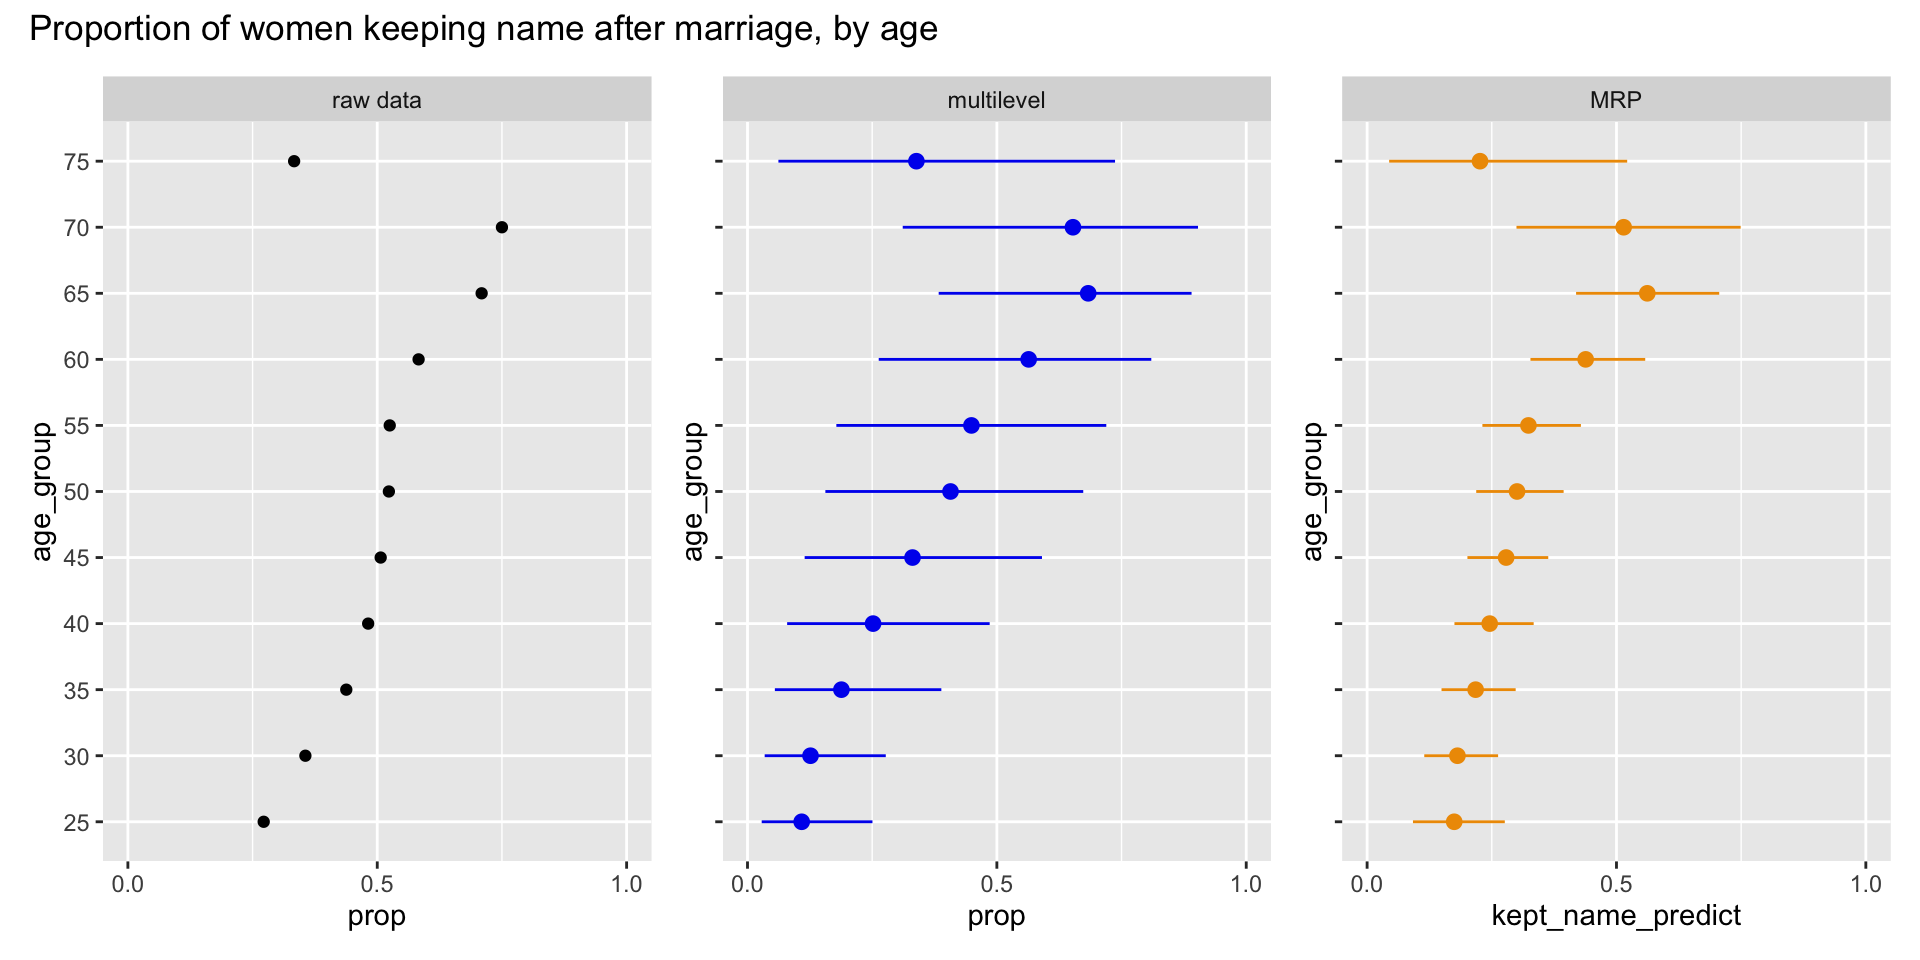 Proportion of women keeping name after marriage, by age
raw data
multilevel
MRP
75
70
65
60
55
50
45
40
35
30
25
age_group
age_group
age_group
0.0 0.5 1.0
0.0 0.5 1.0
0.0 0.5 1.0
prop
prop
kept_name_predict